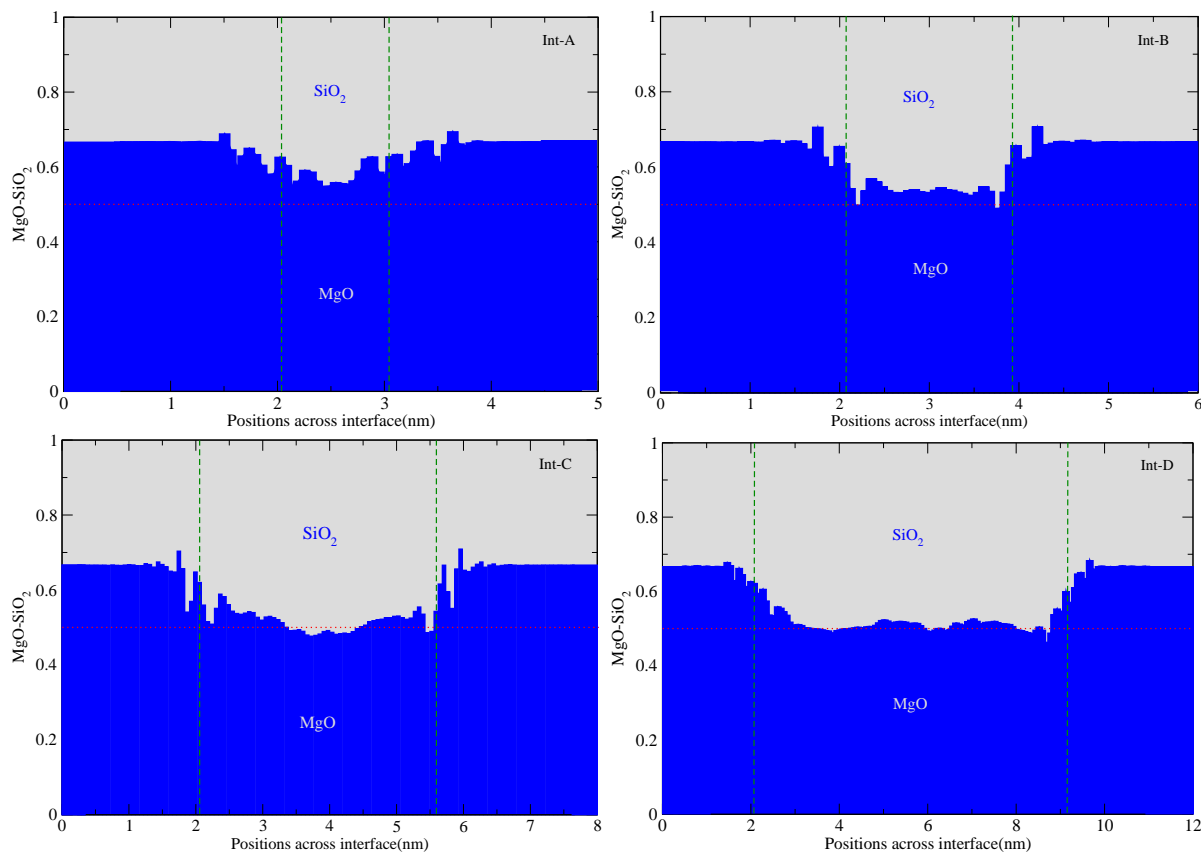 Int-A
SiO2
MgO
MgO-SiO2
1
0.8
0.6
0.4
0.2
0
0 1 2 3 4 5
Positions across interface(nm)
Int-B
SiO2
MgO
MgO-SiO2
1
0.8
0.6
0.4
0.2
0
0 1 2 3 4 5 6
Positions across interface(nm)
Int-C
SiO2
MgO
MgO-SiO2
1
0.8
0.6
0.4
0.2
0
0 1 2 3 4 5 6 7 8
Positions across interface(nm)
Int-D
SiO2
MgO
MgO-SiO2
1
0.8
0.6
0.4
0.2
0
0 2 4 6 8 10 12
Positions across interface(nm)